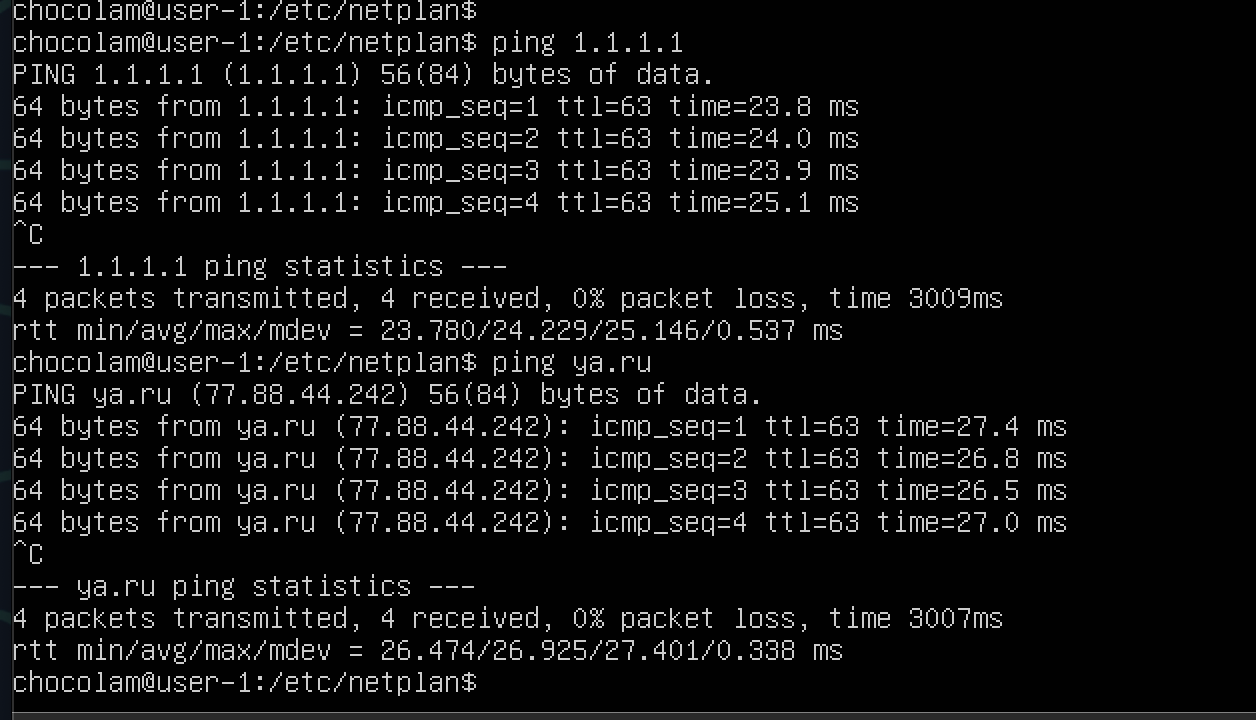 chocolam@user-1:/etc/netplan$
chocolam@user-1:/etc/netplan$ ping 1.1.1.1
PING 1.1.1.1 (1.1.1.1) 56(84) bytes of data.
64 bytes from 1.1.1.1: icmp_seq=1 ttl=63 time=23.8 ms
64 bytes from 1.1.1.1: icmp_seq=2 ttl=63 time=24.0 ms
64 bytes from 1.1.1.1: icmp_seq=3 ttl=63 time=23.9 ms
64 bytes from 1.1.1.1: icmp_seq=4 ttl=63 time=25.1 ms
^C
--- 1.1.1.1 ping statistics ---
4 packets transmitted, 4 received, 0% packet loss, time 3009ms
rtt min/avg/max/mdev = 23.780/24.229/25.146/0.537 ms
chocolam@user-1:/etc/netplan$ ping ya.ru
PING ya.ru (77.88.44.242) 56(84) bytes of data.
64 bytes from ya.ru (77.88.44.242): icmp_seq=1 ttl=63 time=27.4 ms
64 bytes from ya.ru (77.88.44.242): icmp_seq=2 ttl=63 time=26.8 ms
64 bytes from ya.ru (77.88.44.242): icmp_seq=3 ttl=63 time=26.5 ms
64 bytes from ya.ru (77.88.44.242): icmp_seq=4 ttl=63 time=27.0 ms
^C
--- ya.ru ping statistics ---
4 packets transmitted, 4 received, 0% packet loss, time 3007ms
rtt min/avg/max/mdev = 26.474/26.925/27.401/0.338 ms
chocolam@user-1:/etc/netplan$